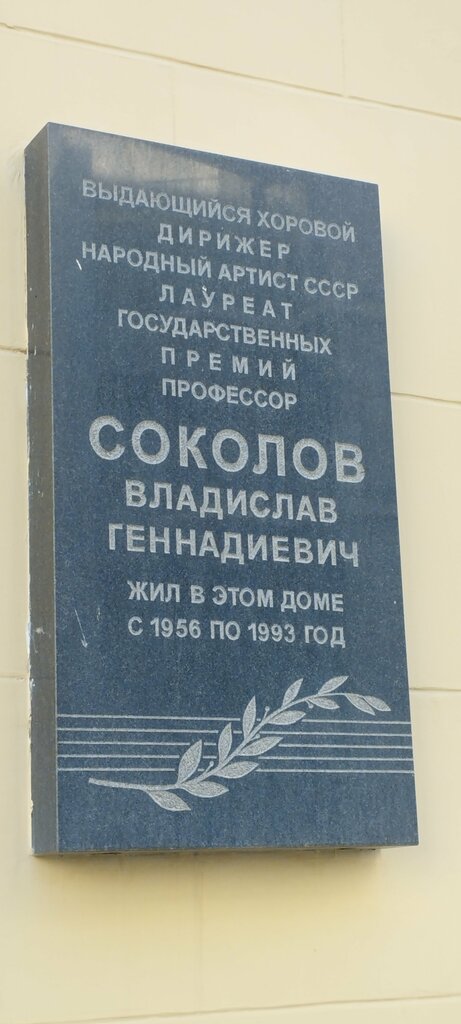 ВЫДАЮЩИЙСЯ ХОРОВОЙ
ДИРИЖЕР
НАРОДНЫЙ АРТИСТ СССР
ЛАУРЕАТ
ГОСУДАРСТВЕННЫХ
ПРЕМИЙ
ПРОФЕССОР
СОКОЛОВ
ВЛАДИСЛАВ
ГЕННАДИЕВИЧ
ЖИЛ В ЭТОМ ДОМЕ
С 1956 ПО 1993 ГОД